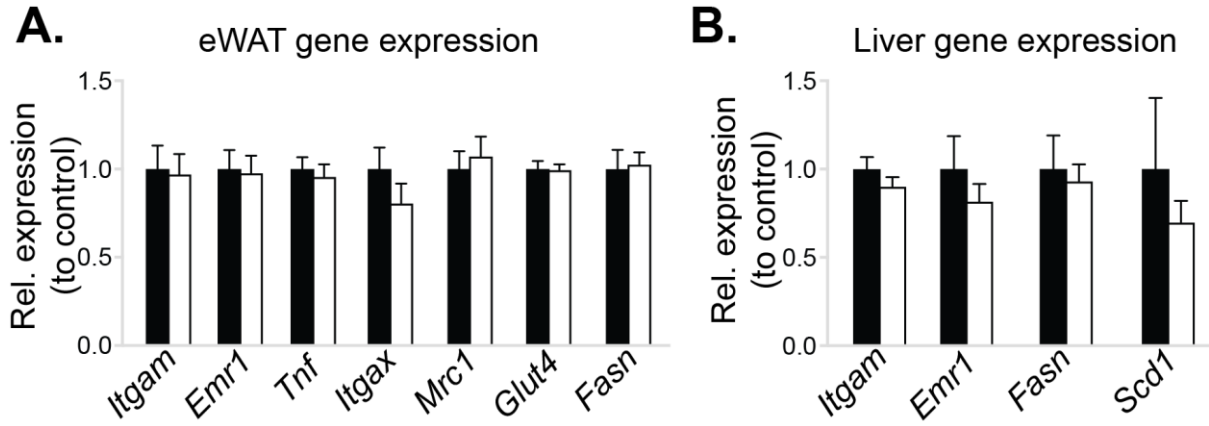 A.
eWAT gene expression
Rel. expression
(to control)
1.5
1.0
0.5
0.0
Itgam
Emr1
Tnf
Itgax
Mrc1
Glut4
Fasn
B.
Liver gene expression
Rel. expression
(to control)
1.5
1.0
0.5
0.0
Itgam
Emr1
Fasn
Scd1